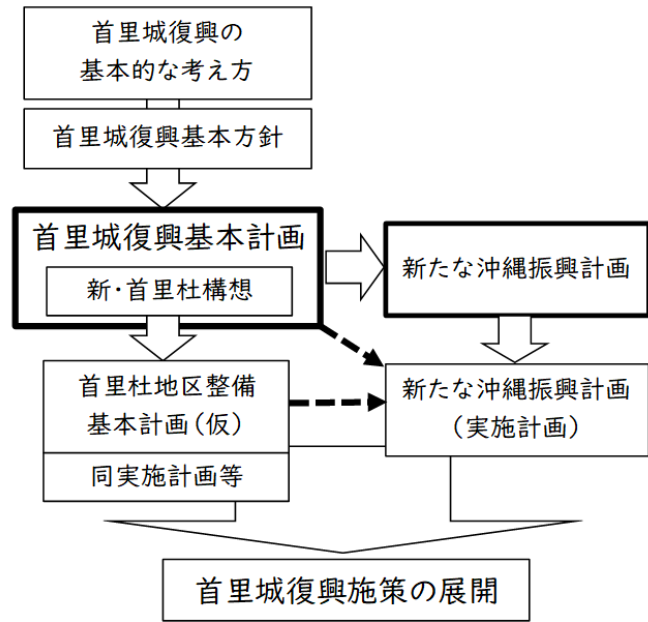 首里城復興の
基本的な考え方
首里城復興基本方針
首里城復興基本計画
新・首里杜構想
新たな沖縄振興計画
首里杜地区整備
基本計画（仮）
同実施計画等
新たな沖縄振興計画
（実施計画）
首里城復興施策の展開